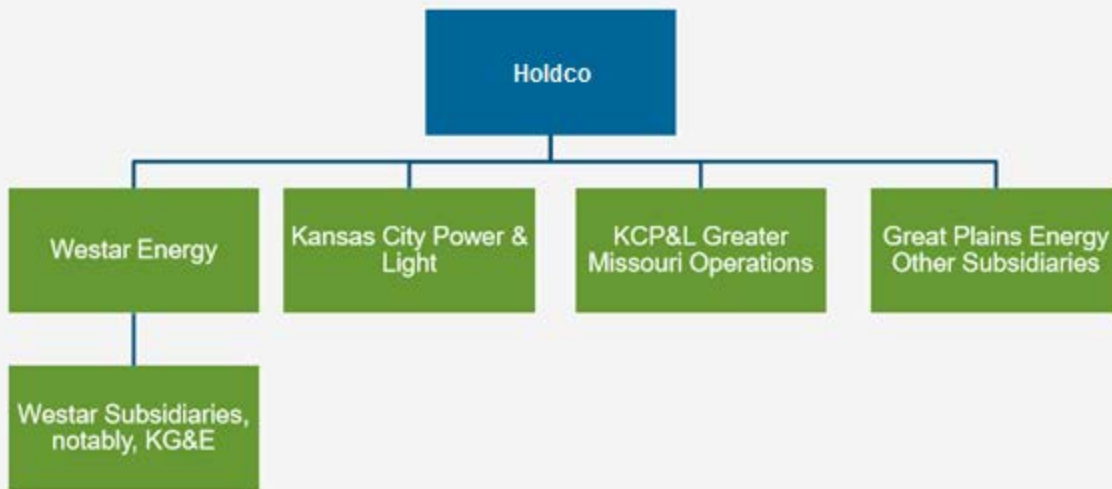 Holdco
Westar Energy
Kansas City Power &
Light
KCP&L Greater
Missouri Operations
Great Plains Energy
Other Subsidiaries
Westar Subsidiaries,
notably, KG&E